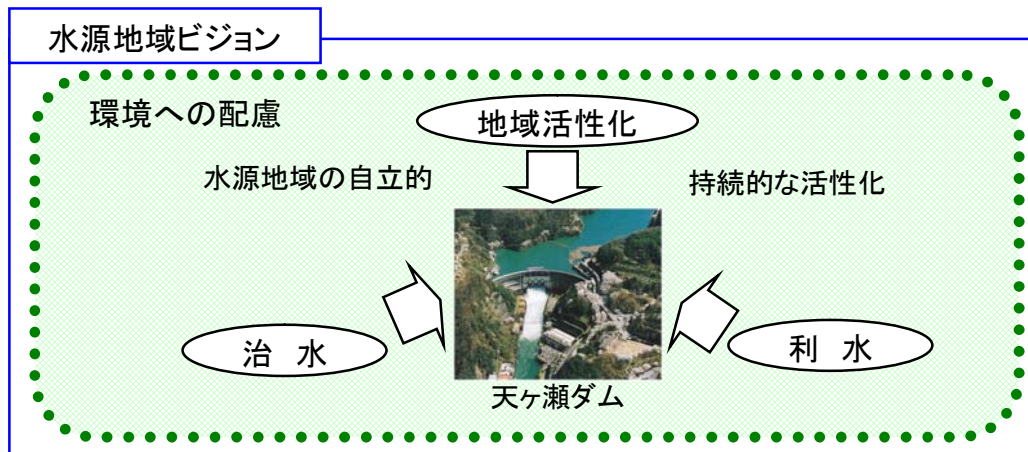 水源地域ビジョン
環境への配慮
地域活性化
水源地域の自立的
持続的な活性化
治 水
利 水
天ヶ瀬ダム